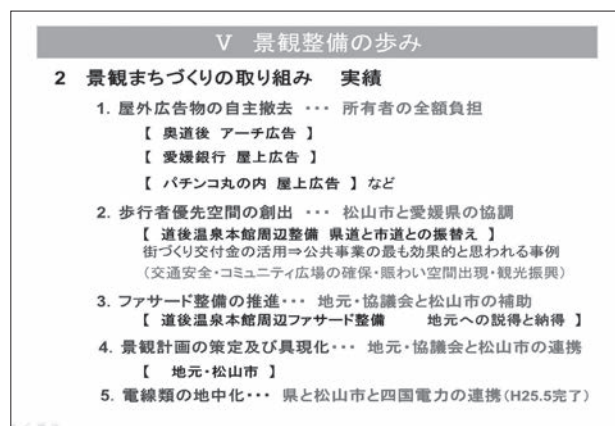 Ⅴ 景観整備の歩み
2 景観まちづくりの取り組み 実績
1. 屋外広告物の自主撤去 ・・・ 所有者の全額負担
【 奥道後 アーチ広告 】
【 愛媛銀行 屋上広告 】
【 パチンコ丸の内 屋上広告 】 など
2. 歩行者優先空間の創出 ・・・ 松山市と愛媛県の協調
【 道後温泉本館周辺整備 県道と市道との振替え 】
街づくり交付金の活用⇒公共事業の最も効果的と思われる事例
（交通安全・コミュニティ広場の確保・賑わい空間出現・観光振興）
3. ファサード整備の推進・・・ 地元・協議会と松山市の補助
【 道後温泉本館周辺ファサード整備 地元への説得と納得 】
4. 景観計画の策定及び具現化・・・ 地元・協議会と松山市の連携
【 地元・松山市 】
5. 電線類の地中化・・・ 県と松山市と四国電力の連携(H25.5完了)